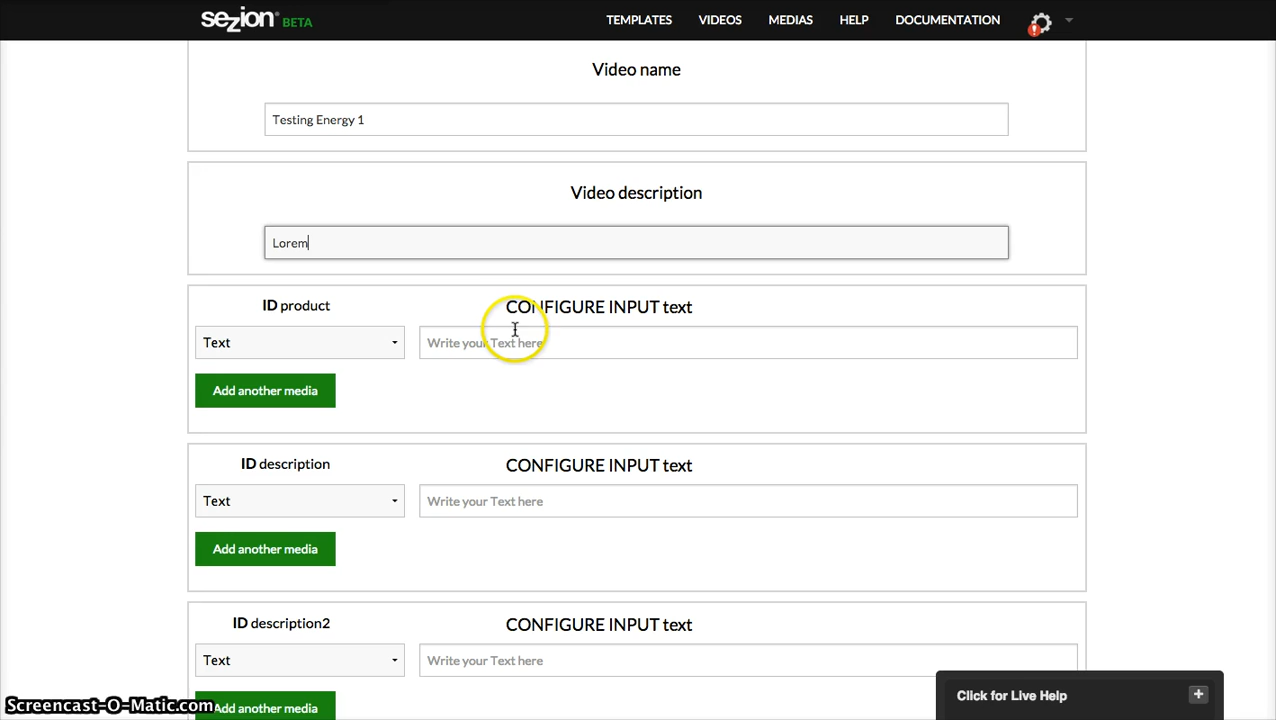 sezion BETA
TEMPLATES VIDEOS MEDIAS HELP DOCUMENTATION
Video name
Testing Energy 1
Video description
Lorem
ID product CONFIGURE INPUT text
Text Write your Text here
Add another media
ID description CONFIGURE INPUT text
Text Write your Text here
Add another media
ID description2 CONFIGURE INPUT text
Text Write your Text here
Add another media
Click for Live Help +
Screencast-O-Matic.com